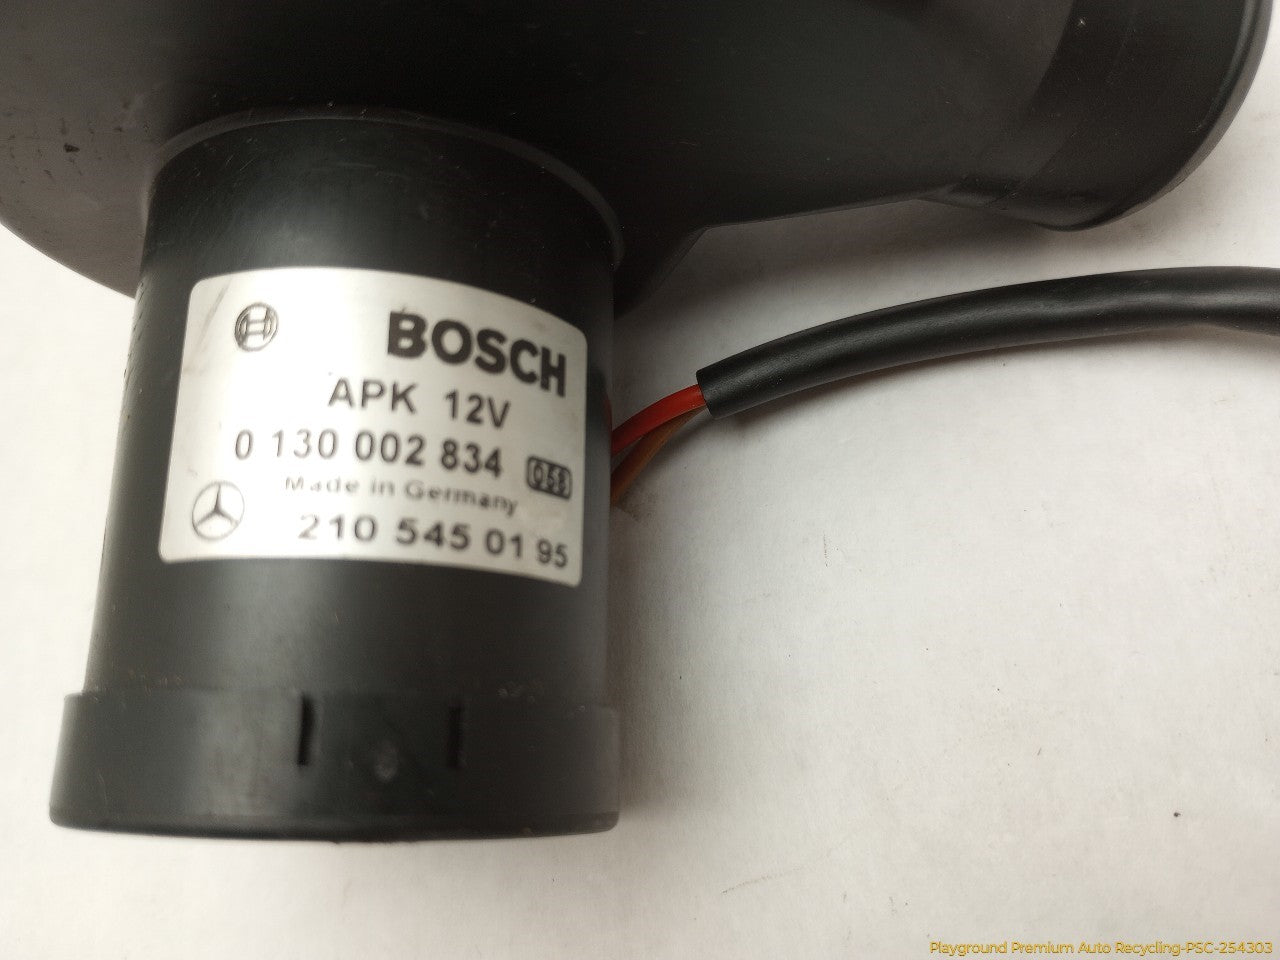 BOSCH
APK 12V
0 130 002 834 058
Made in Germany
210 545 01 95
Playground Premium Auto Recycling-PSC-254303